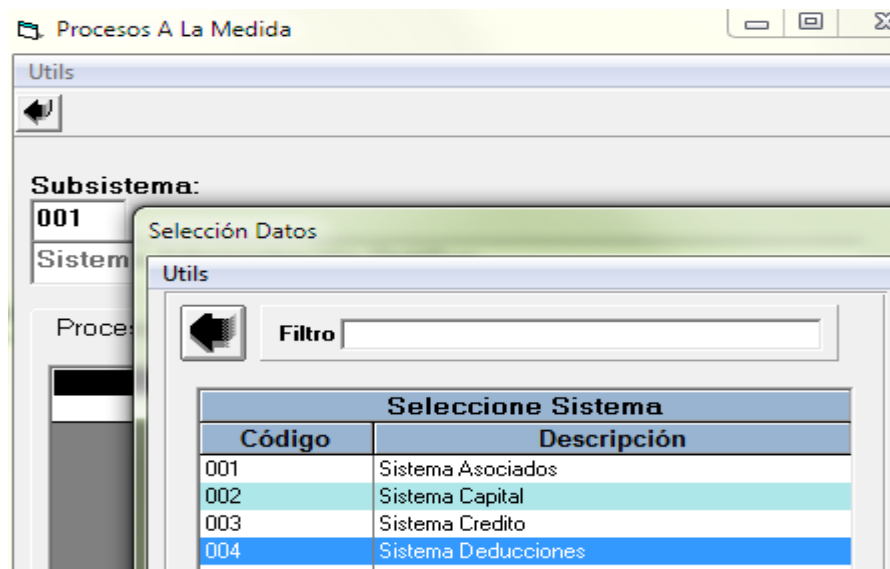 Procesos A La Medida
Utils
Subsistema:
001
Sistem
Selección Datos
Utils
Proce
Filtro
Seleccione Sistema
Código Descripción
001 Sistema Asociados
002 Sistema Capital
003 Sistema Credito
004 Sistema Deducciones